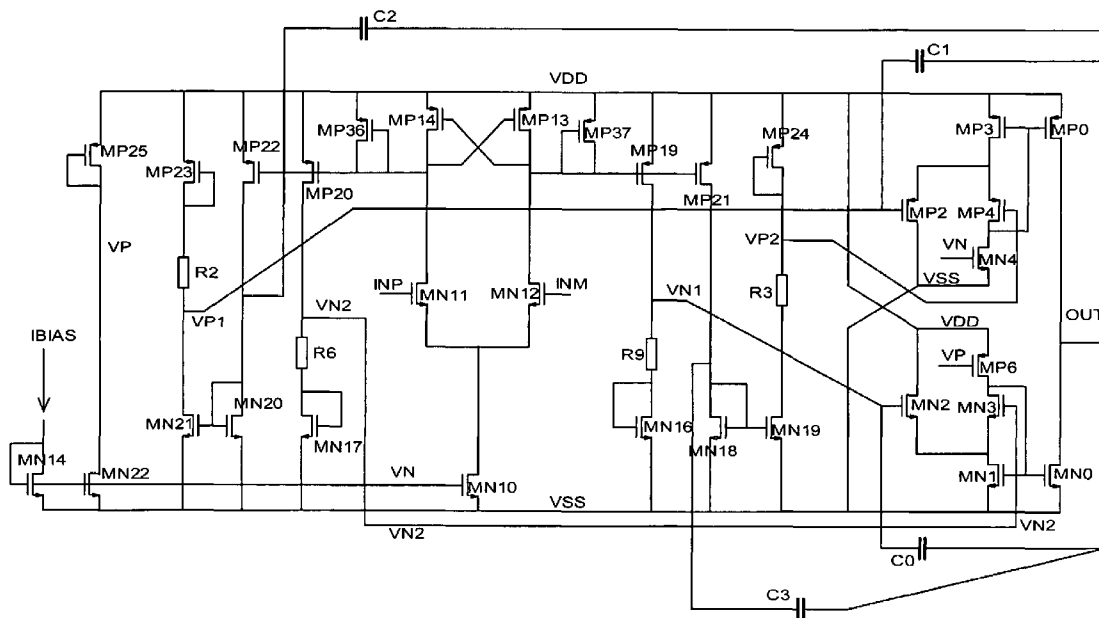 C2
C1
VDD
MP36
MP14
MP13
MP37
MP24
MP3
MP0
MP25
MP23
MP22
MP20
MP19
MP21
MP2
MP4
VP
VP2
VN
MN4
R2
INP
MN11
MN12
INM
VN1
R3
VSS
VP1
VN2
OUT
IBIAS
R6
R9
VDD
VP
MP6
MN21
MN20
MN17
MN16
MN18
MN19
MN2
MN3
MN14
MN22
VN
MN10
MN1
MN0
VSS
VN2
VN2
C0
C3